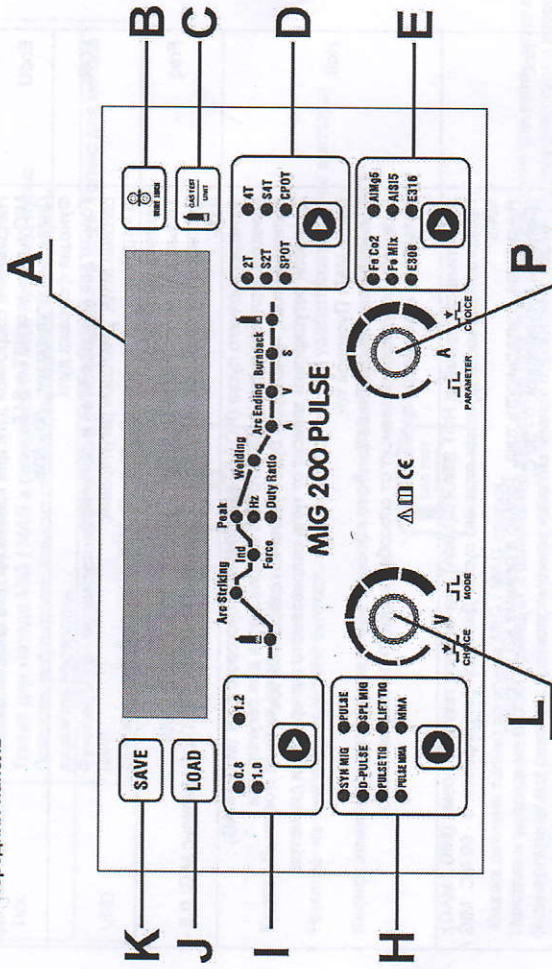 A
B
C
D
E
P
L
H
I
J
K
SAVE
LOAD
WIRE INCH
GAS TEST
UNIT
0.8
1.2
1.0
SYN MIG
PULSE
D-PULSE
SPL MIG
PULSE TIG
LIFT TIG
PULSE MMA
MMA
Arc Striking
Ind
Force
Peak
Hz
Duty Ratio
Welding
Arc Ending
Burnback
A
V
S
MIG 200 PULSE
CE
2T
4T
S2T
S4T
SPOT
CPOT
Fe Co2
AlMg5
Fe Mix
AlSi5
E308
E316
V
CHOICE
MODE
A
PARAMETER
CHOICE